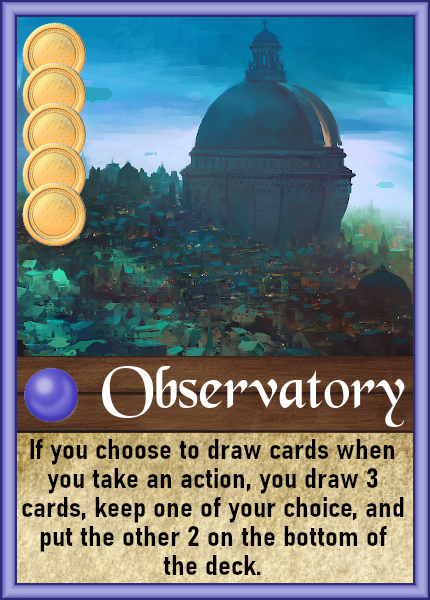 Observatory
If you choose to draw cards when
you take an action, you draw 3
cards, keep one of your choice, and
put the other 2 on the bottom of
the deck.